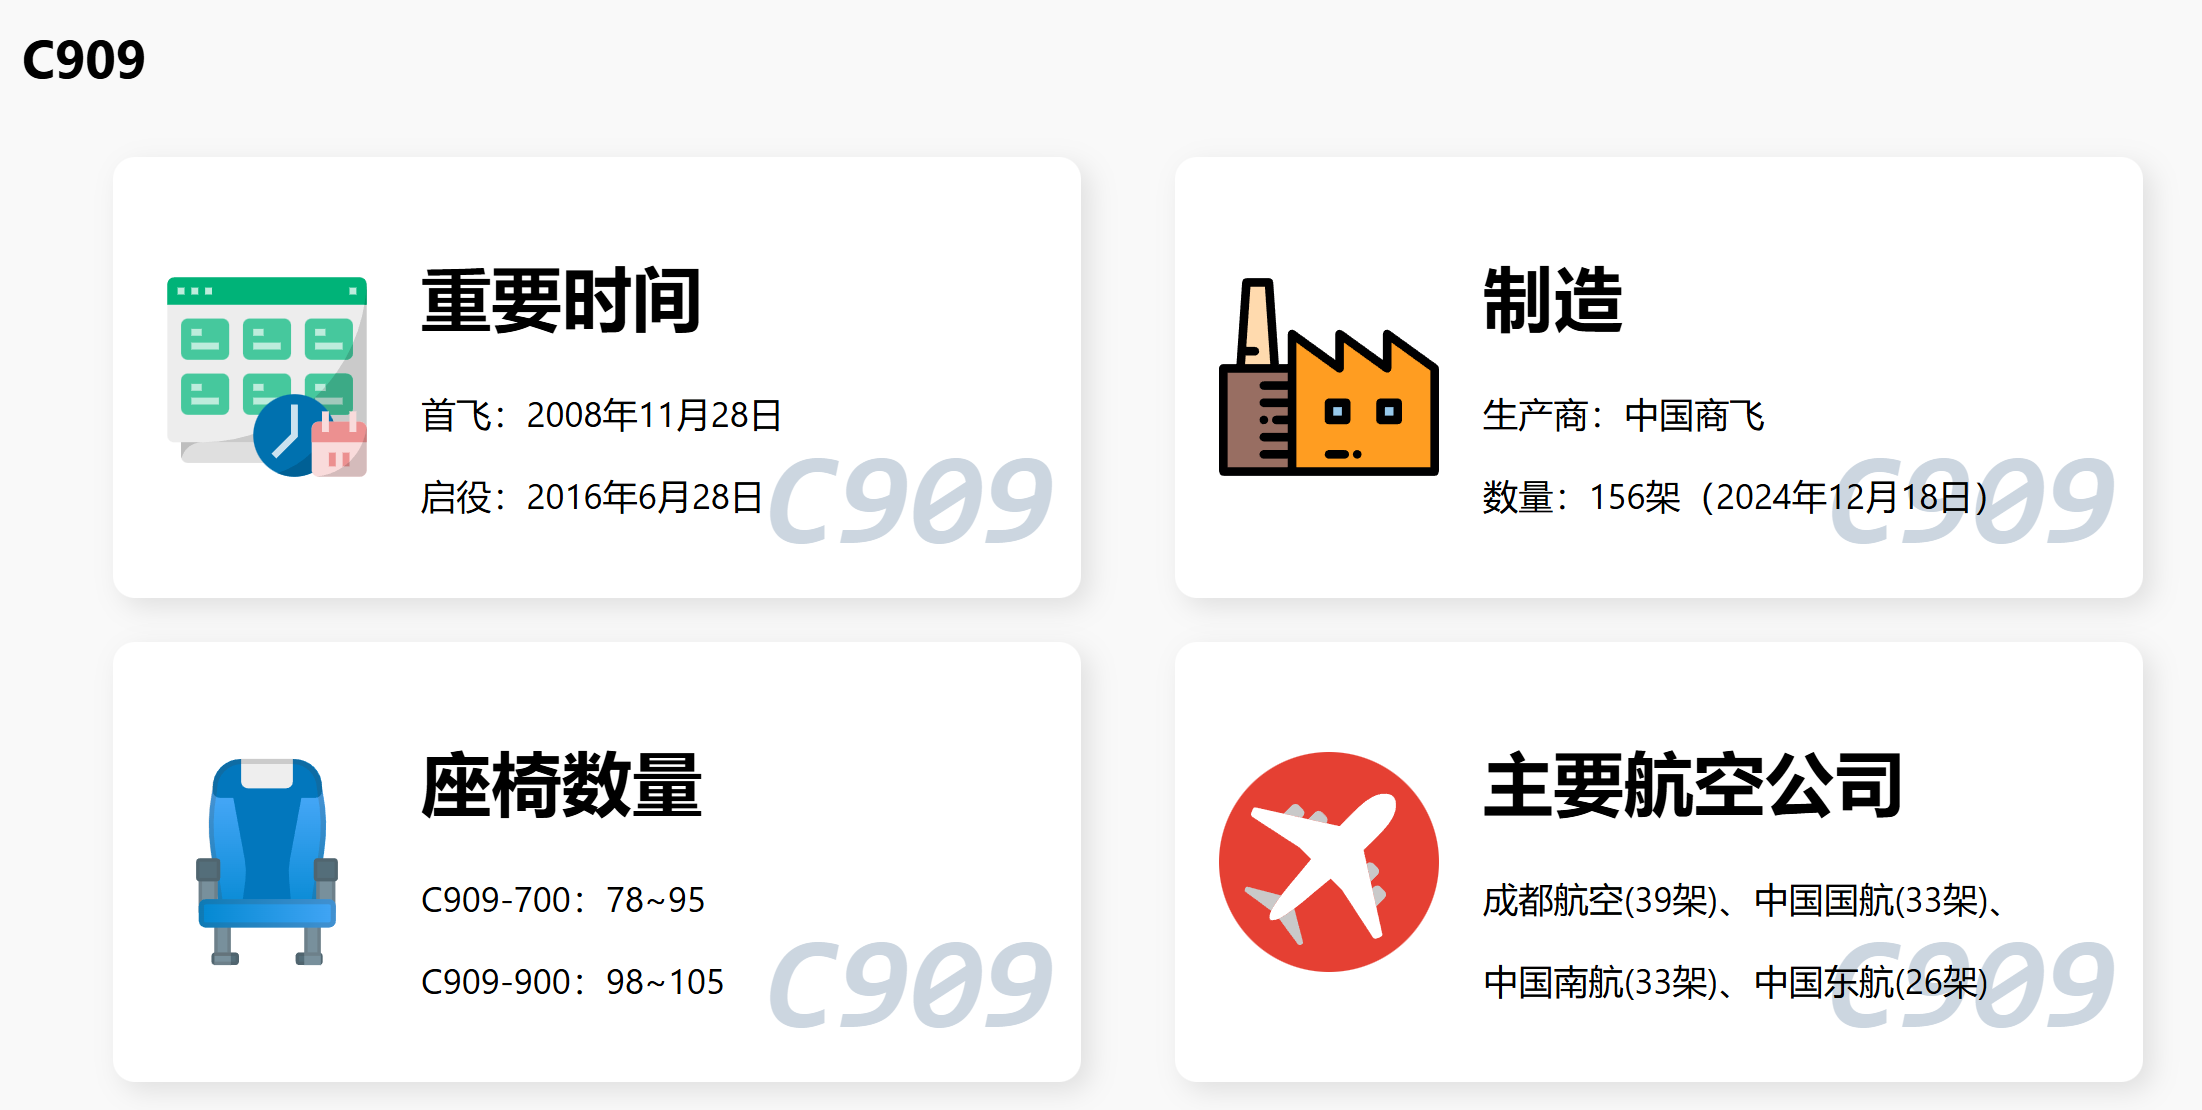 C909
重要时间
首飞：2008年11月28日
启役：2016年6月28日
C909
制造
生产商：中国商飞
数量：156架（2024年12月18日）
C909
座椅数量
C909-700：78~95
C909-900：98~105
C909
主要航空公司
成都航空(39架)、中国国航(33架)、
中国南航(33架)、中国东航(26架)
C909